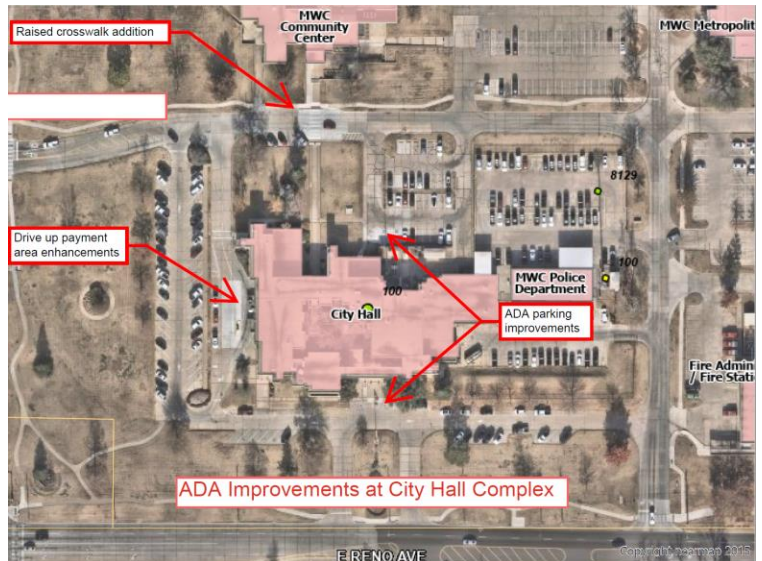 MWC
Community
Center
MWC Metropolit
Raised crosswalk addition
8129
Drive up payment
area enhancements
100
MWC Police
Department
100
City Hall
ADA parking
improvements
Fire Admin
/ Fire Stati
ADA Improvements at City Hall Complex
E RENO AVE
Copyright nearmap 2015